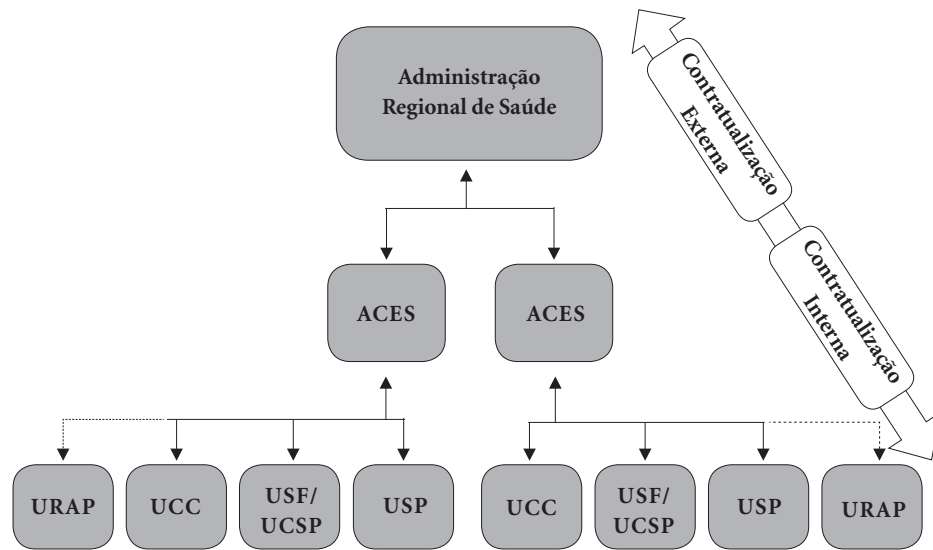 Administração
Regional de Saúde
Contratualização
Externa
Contratualização
Interna
ACES
ACES
URAP
UCC
USF/
UCSP
USP
UCC
USF/
UCSP
USP
URAP